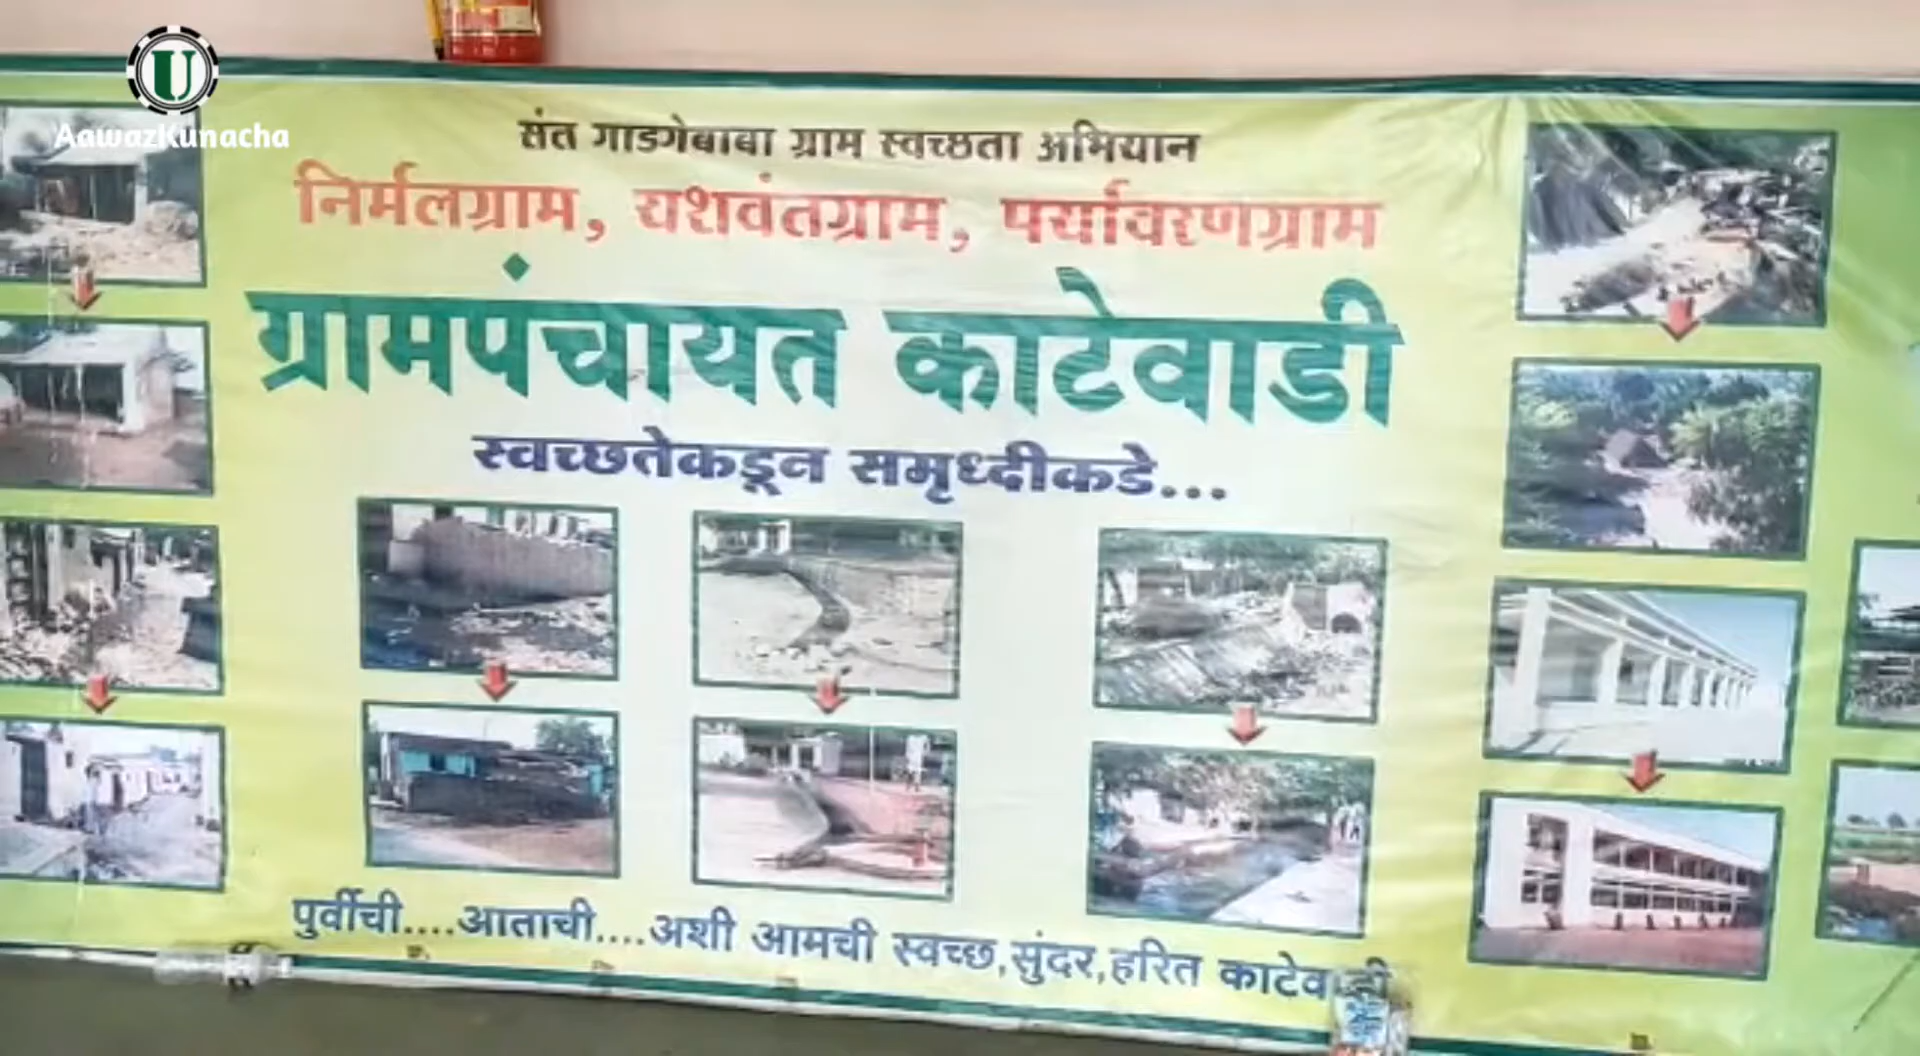 U
AawazKunacha
संत गाडगेबाबा ग्राम स्वच्छता अभियान
निर्मलग्राम, यशवंतग्राम, पर्यावरणग्राम
ग्रामपंचायत काटेवाडी
स्वच्छतेकडून समृध्दीकडे...
पुर्वीची....आताची....अशी आमची स्वच्छ,सुंदर,हरित काटेवाडी